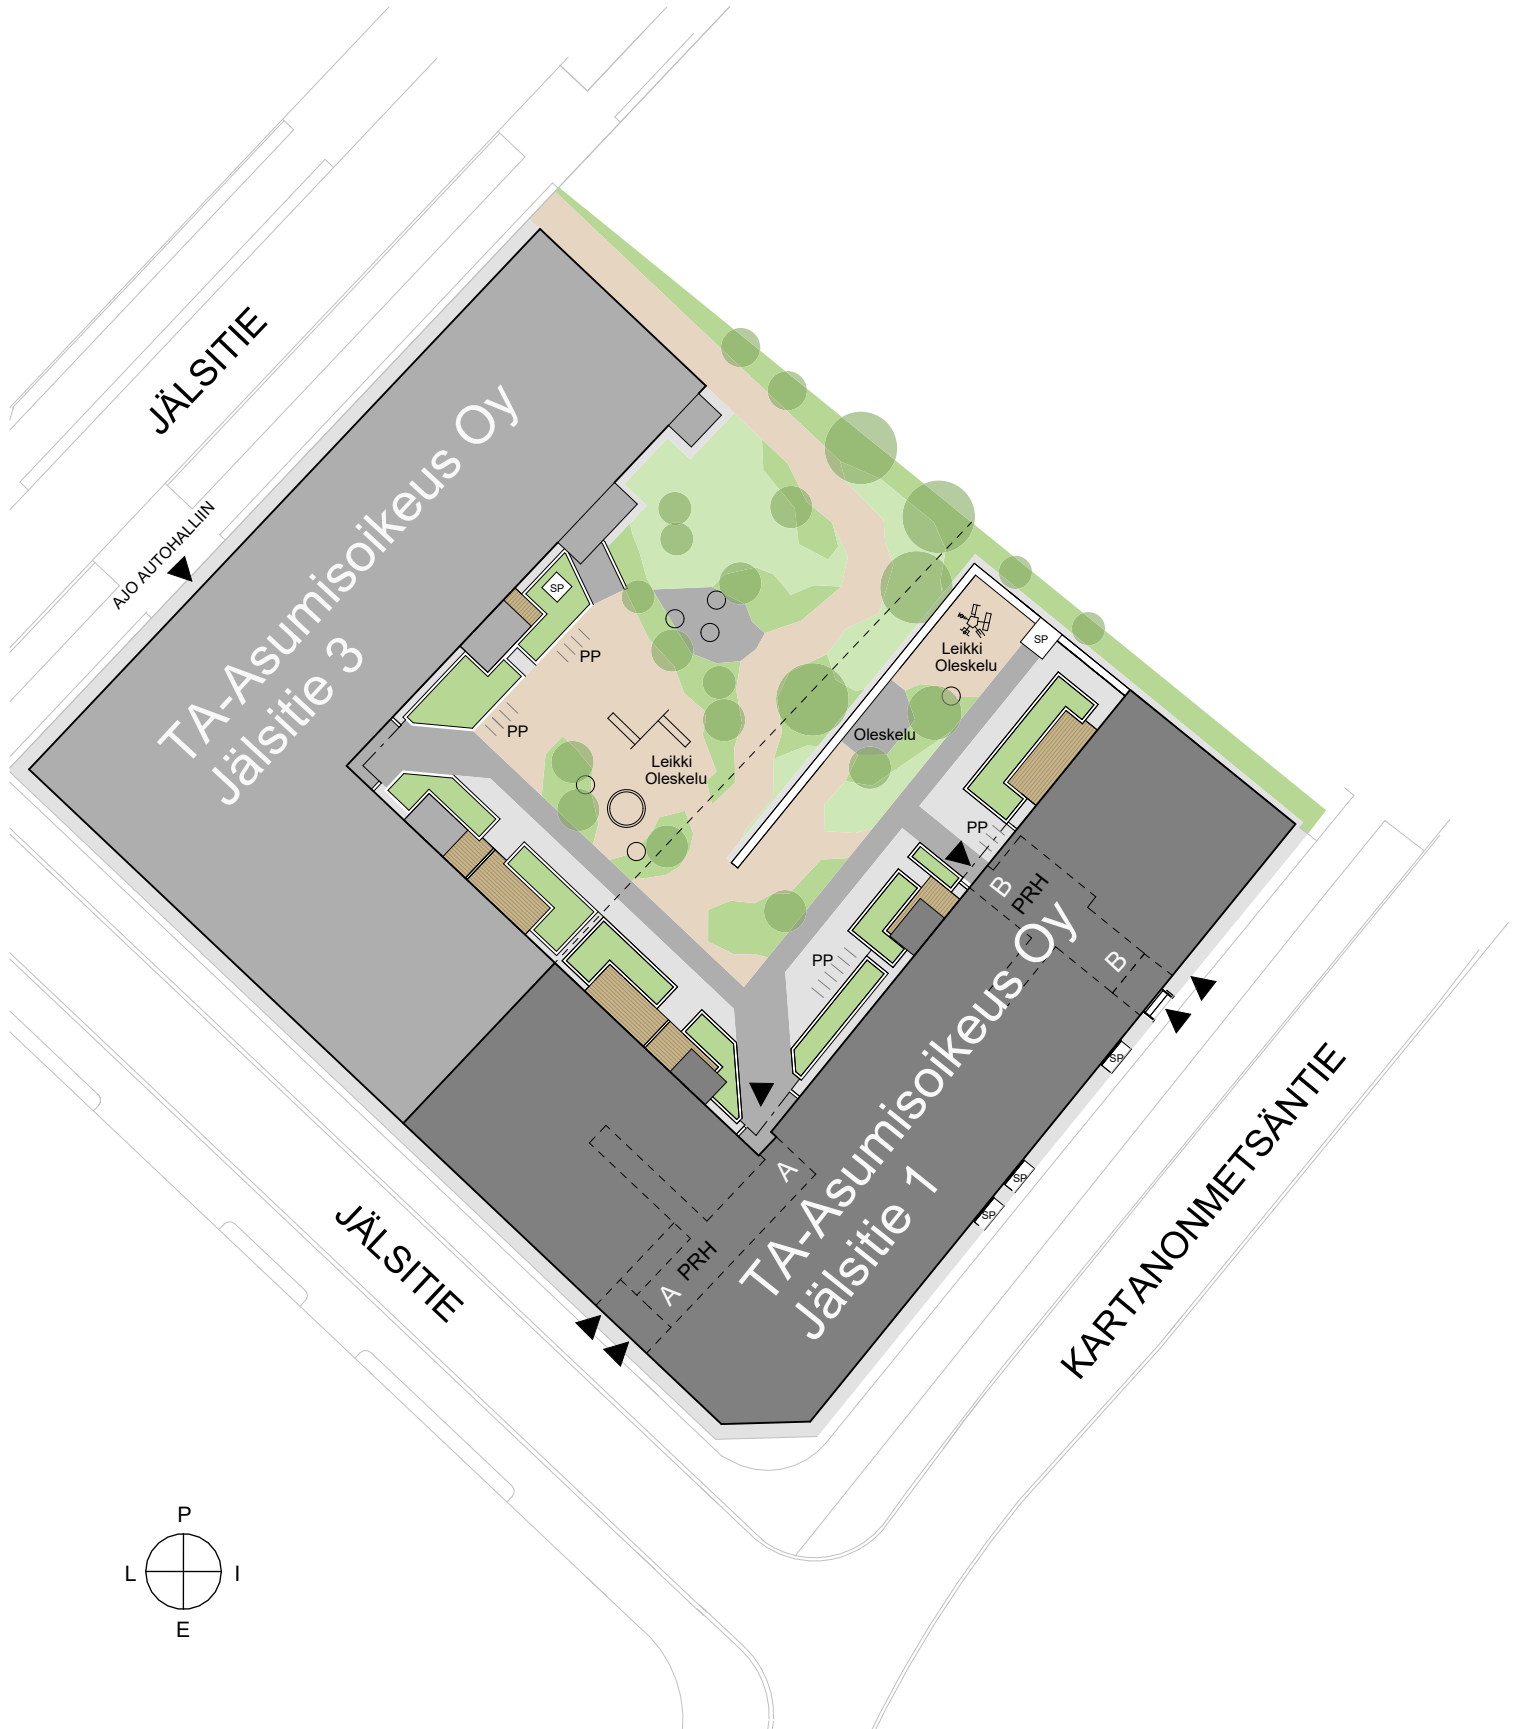 JÄLSITIE
AJO AUTOHALLIIN
TA-Asumisoikeus Oy
Jälsitie 3
SP
PP
PP
Leikki
Oleskelu
Leikki
Oleskelu
SP
Oleskelu
PP
PP
B
PRH
B
TA-Asumisoikeus Oy
Jälsitie 1
A
PRH
A
SP
SP
SP
JÄLSITIE
KARTANONMETSÄNTIE
P
L
I
E